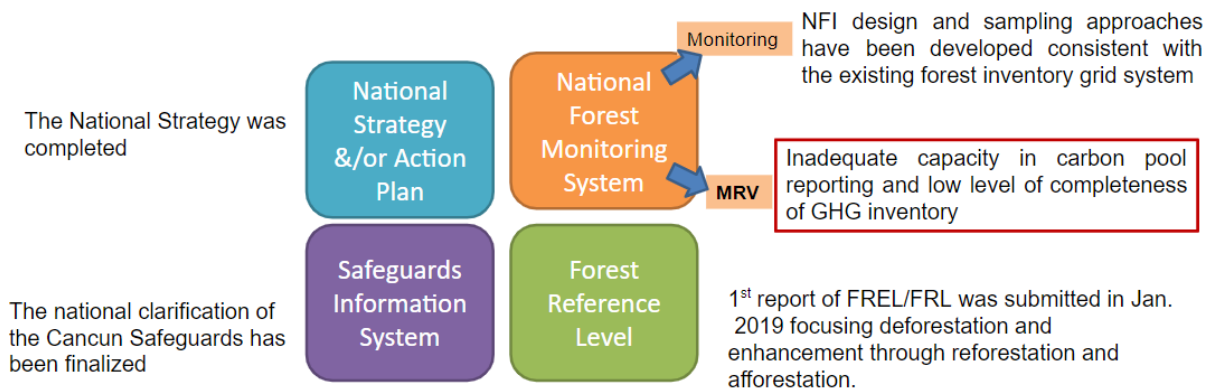 Monitoring
NFI design and sampling approaches
have been developed consistent with
the existing forest inventory grid system
The National Strategy was
completed
National
Strategy
&/or Action
Plan
National
Forest
Monitoring
System
MRV
Inadequate capacity in carbon pool
reporting and low level of completeness
of GHG inventory
The national clarification of
the Cancun Safeguards has
been finalized
Safeguards
Information
System
Forest
Reference
Level
1st report of FREL/FRL was submitted in Jan.
2019 focusing deforestation and
enhancement through reforestation and
afforestation.